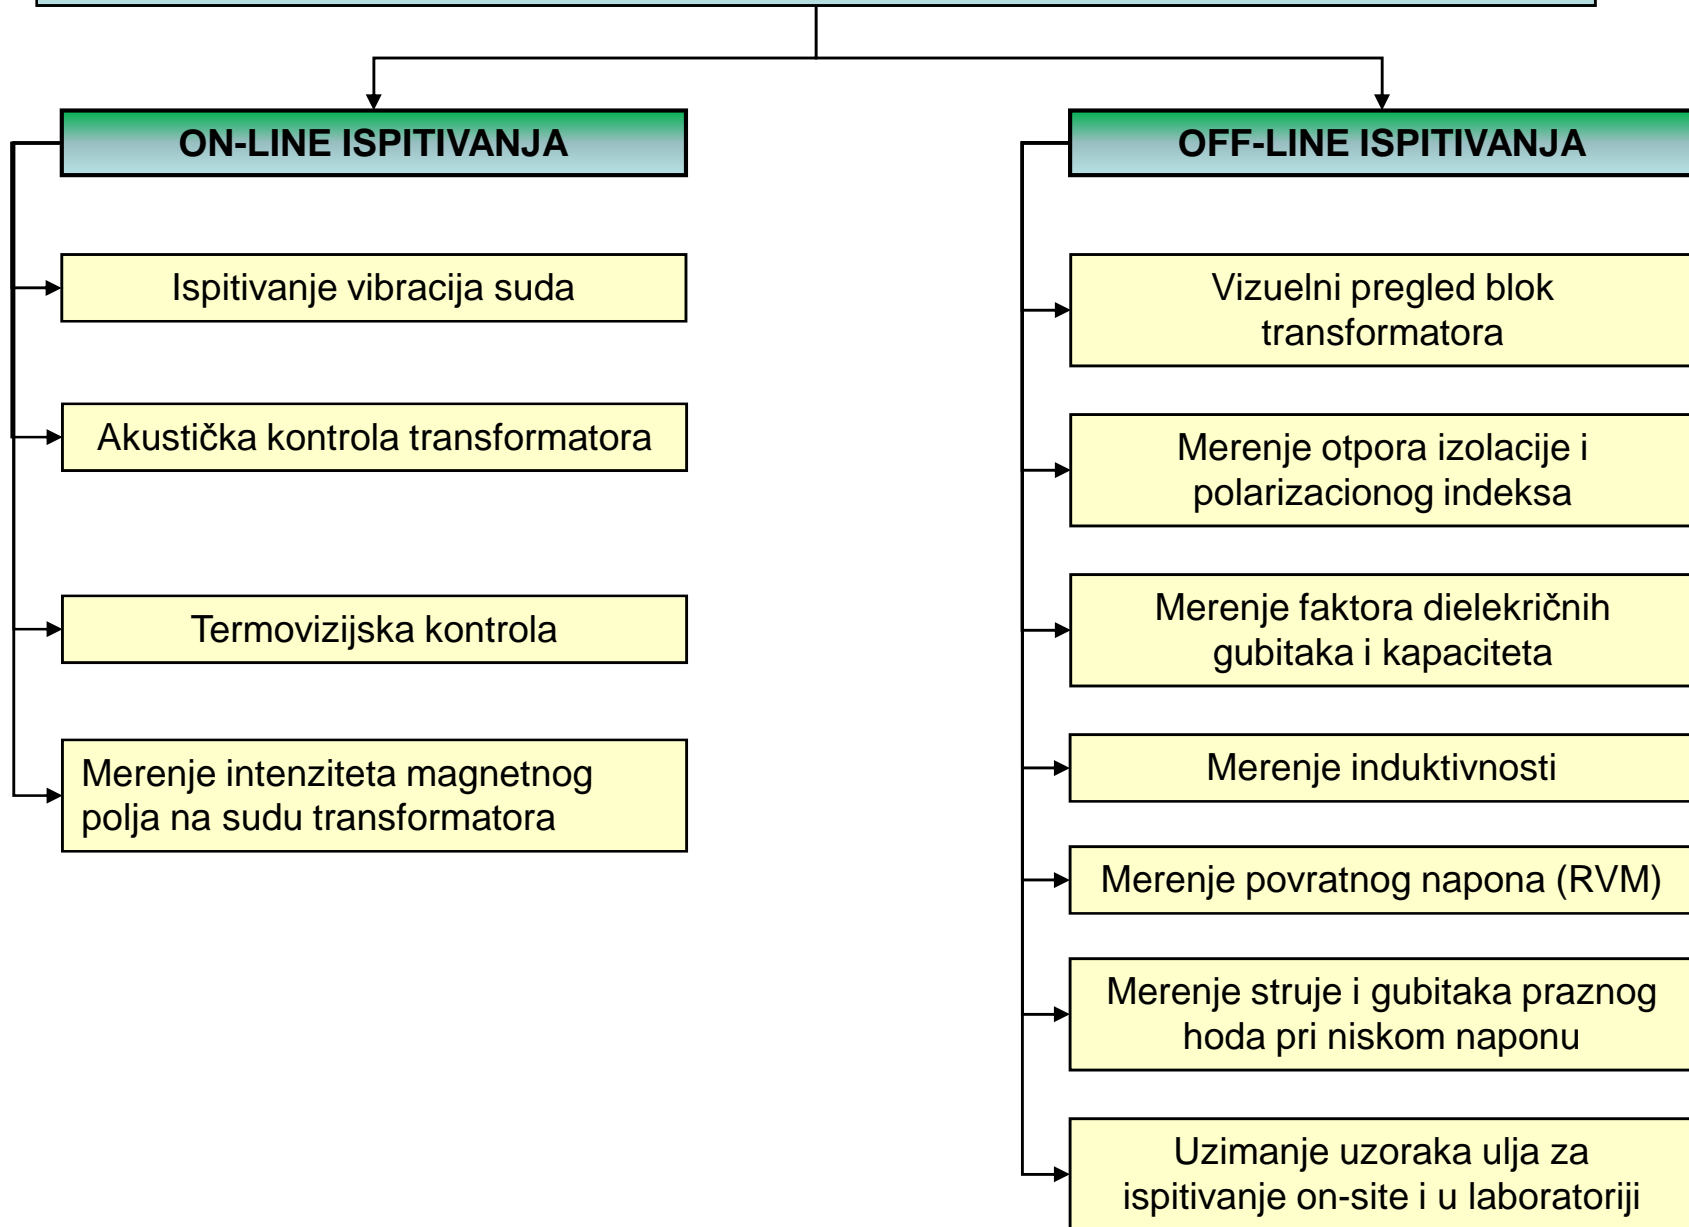 ON-LINE ISPITIVANJA
Ispitivanje vibracija suda
Akustička kontrola transformatora
Termovizijska kontrola
Merenje intenziteta magnetnog
polja na sudu transformatora
OFF-LINE ISPITIVANJA
Vizuelni pregled blok
transformatora
Merenje otpora izolacije i
polarizacionog indeksa
Merenje faktora dielekričnih
gubitaka i kapaciteta
Merenje induktivnosti
Merenje povratnog napona (RVM)
Merenje struje i gubitaka praznog
hoda pri niskom naponu
Uzimanje uzoraka ulja za
ispitivanje on-site i u laboratoriji